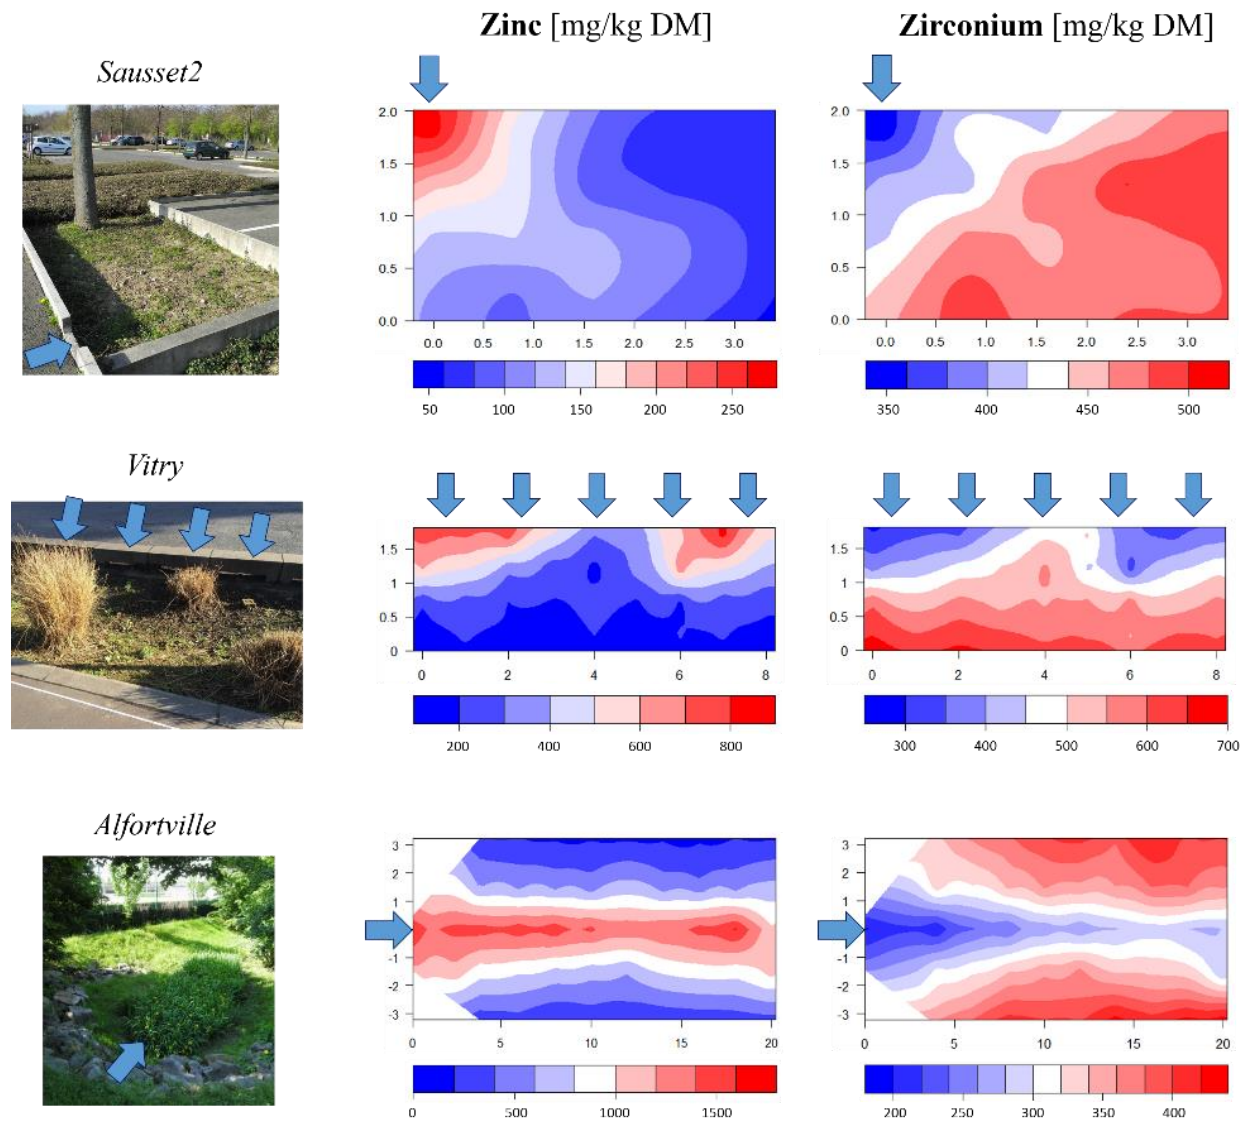 Zinc [mg/kg DM]
Zirconium [mg/kg DM]
Sausset2
2.0
1.5
1.0
0.5
0.0
0.0 0.5 1.0 1.5 2.0 2.5 3.0
50 100 150 200 250
2.0
1.5
1.0
0.5
0.0
0.0 0.5 1.0 1.5 2.0 2.5 3.0
350 400 450 500
Vitry
1.5
1
0.5
0
0 2 4 6 8
200 400 600 800
1.5
1
0.5
0
0 2 4 6 8
300 400 500 600 700
Alfortville
3
2
1
-1
-2
-3
0 5 10 15 20
0 500 1000 1500
3
2
1
-1
-2
-3
0 5 10 15 20
200 250 300 350 400